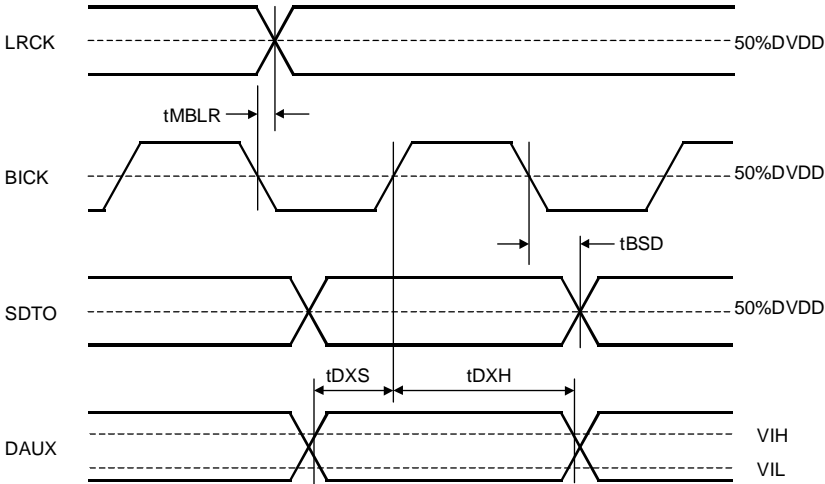 LRCK
50%DVDD
tMBLR
BICK
50%DVDD
tBSD
SDTO
50%DVDD
tDXS
tDXH
DAUX
VIH
VIL